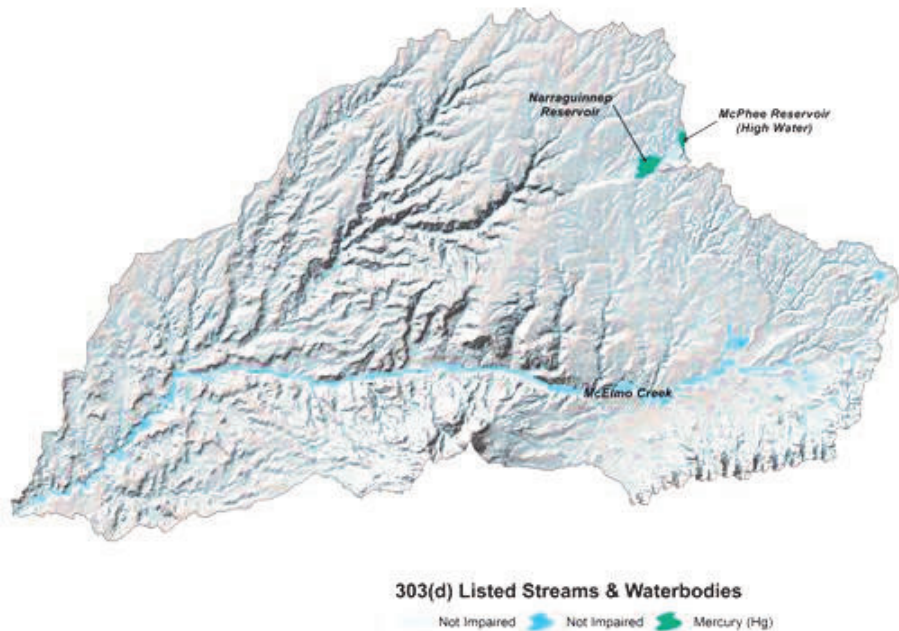 Narraguinnep
Reservoir
McPhee Reservoir
(High Water)
McElmo Creek
303(d) Listed Streams & Waterbodies
Not Impaired Not Impaired Mercury (Hg)